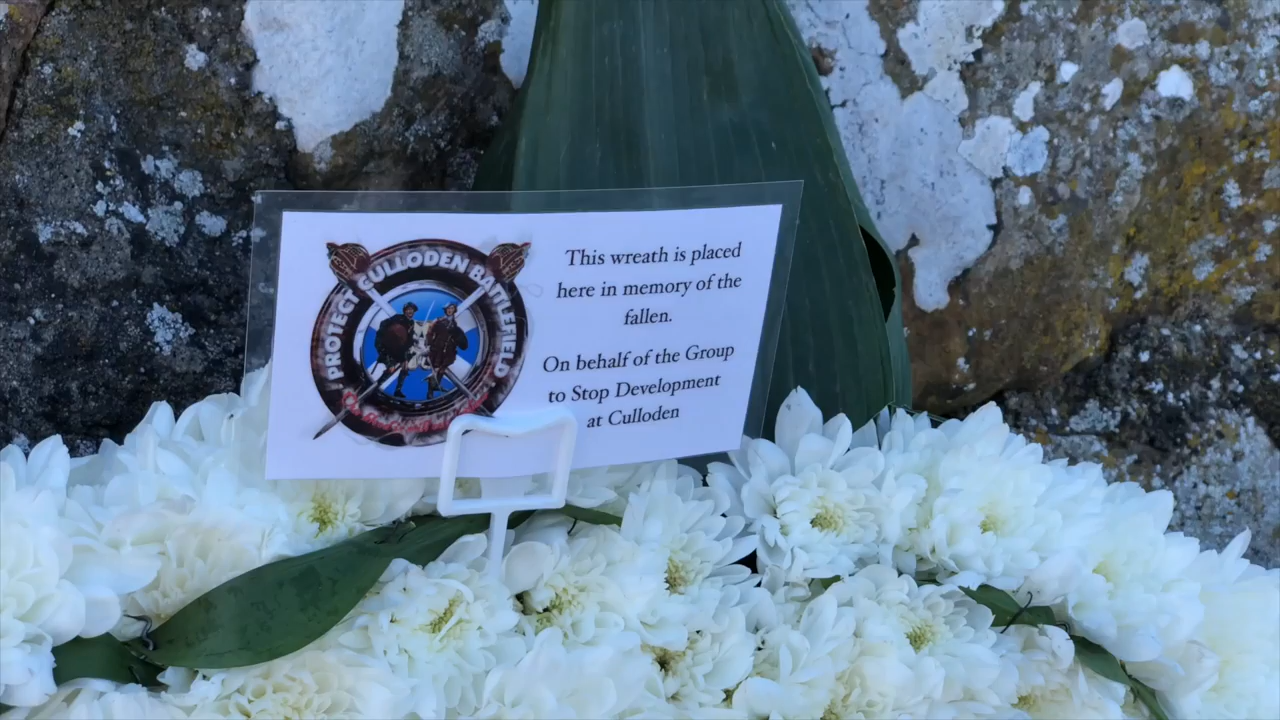 PROTECT CULLODEN BATTLEFIELD
This wreath is placed
here in memory of the
fallen.
On behalf of the Group
to Stop Development
at Culloden